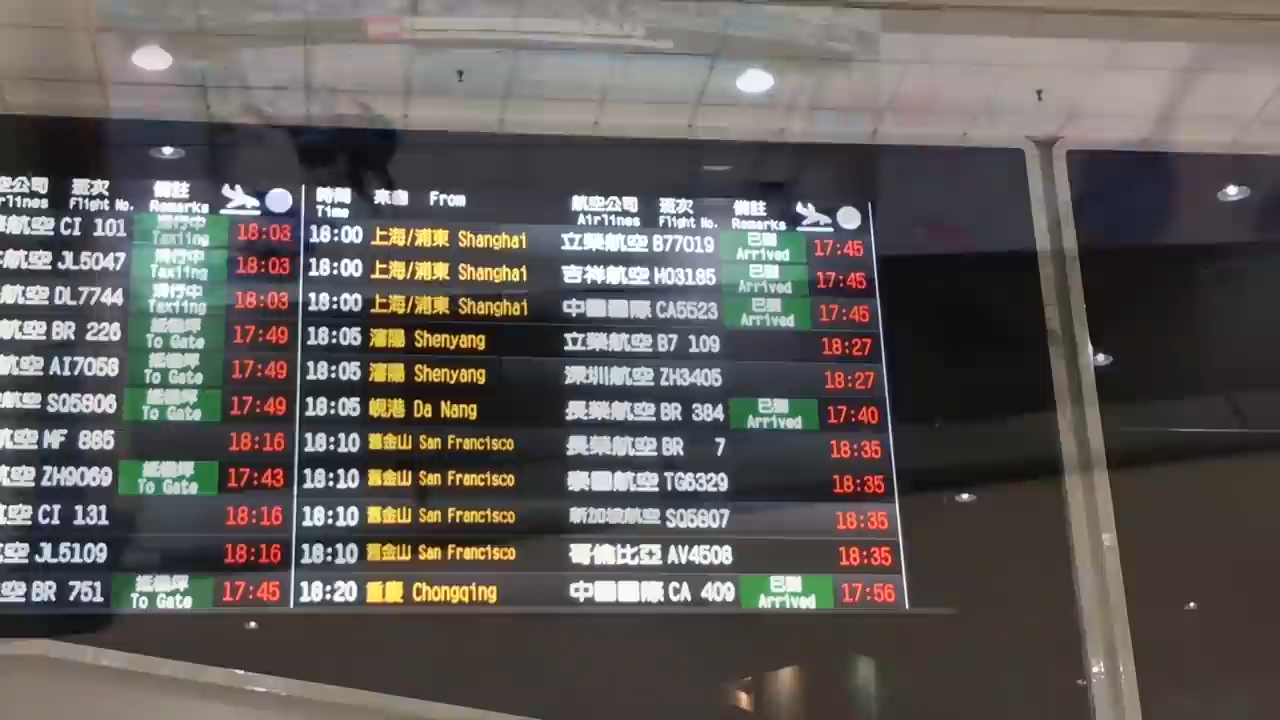 空公司 班次 備註
rlines Flight No. Remarks
航空 CI 101 滑行中 Taxiing 18:03
航空 JL5047 滑行中 Taxiing 18:03
航空 DL7744 滑行中 Taxiing 18:03
航空 BR 226 抵機坪 To Gate 17:49
航空 AI7058 抵機坪 To Gate 17:49
航空 SQ5806 抵機坪 To Gate 17:49
空 MF 885 18:16
空 ZH9069 抵機坪 To Gate 17:43
空 CI 131 18:16
空 JL5109 18:16
空 BR 751 抵機坪 To Gate 17:45
時間 來自 From 航空公司 班次 備註
Time Airlines Flight No. Remarks
18:00 上海/浦東 Shanghai 立榮航空 B77019 已到 Arrived 17:45
18:00 上海/浦東 Shanghai 吉祥航空 HO3185 已到 Arrived 17:45
18:00 上海/浦東 Shanghai 中國國際 CA5523 已到 Arrived 17:45
18:05 瀋陽 Shenyang 立榮航空 B7 109 18:27
18:05 瀋陽 Shenyang 深圳航空 ZH3405 18:27
18:05 峴港 Da Nang 長榮航空 BR 384 已到 Arrived 17:40
18:10 舊金山 San Francisco 長榮航空 BR 7 18:35
18:10 舊金山 San Francisco 泰國航空 TG6329 18:35
18:10 舊金山 San Francisco 新加坡航空 SQ5807 18:35
18:10 舊金山 San Francisco 哥倫比亞 AV4508 18:35
18:20 重慶 Chongqing 中國國際 CA 409 已到 Arrived 17:56